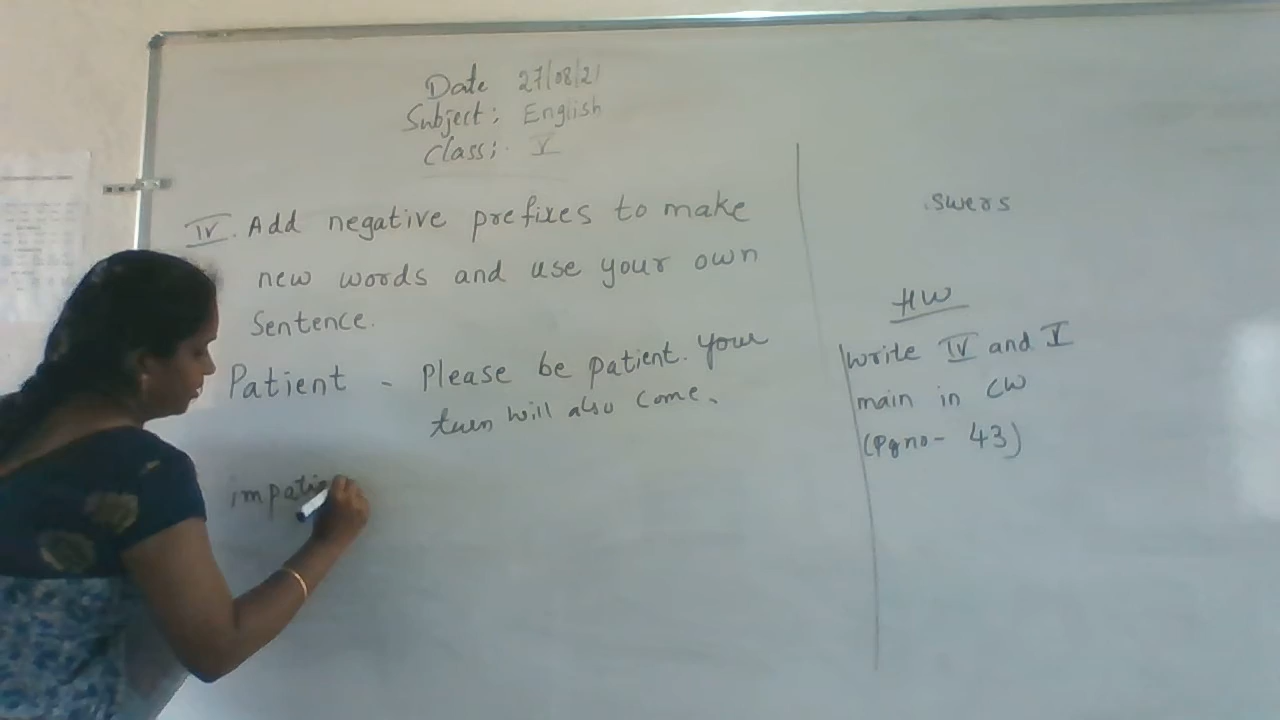 Date 27/08/21
Subject: English
Class: V
IV. Add negative prefixes to make
new words and use your own
Sentence.
Patient - Please be patient. Your
turn will also come.
impati
swers
HW
Write IV and V
main in CW
(Pgno- 43)